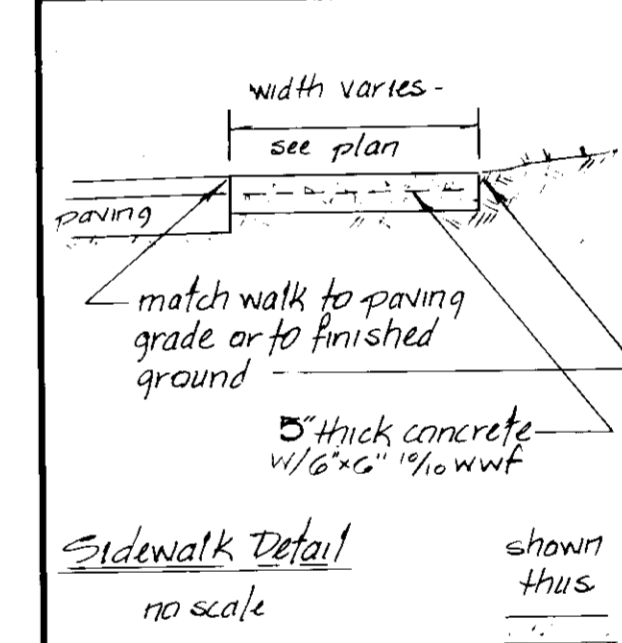 width varies -
see plan
paving
match walk to paving
grade or to finished
ground
5" thick concrete
w/6"x6" 10/10 wwf
Sidewalk Detail
no scale
shown
thus